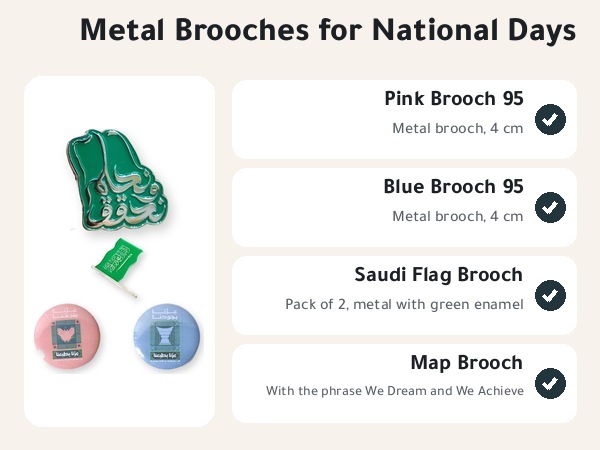 Metal Brooches for National Days
Pink Brooch 95
Metal brooch, 4 cm
Blue Brooch 95
Metal brooch, 4 cm
Saudi Flag Brooch
Pack of 2, metal with green enamel
Map Brooch
With the phrase We Dream and We Achieve
نحلم
ونحقق